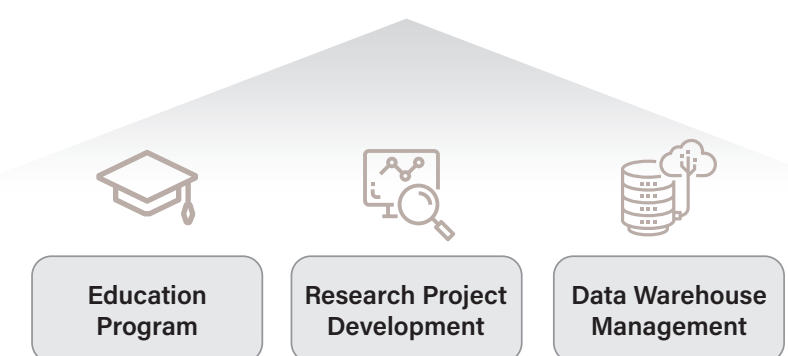 Education
Program
Research Project
Development
Data Warehouse
Management